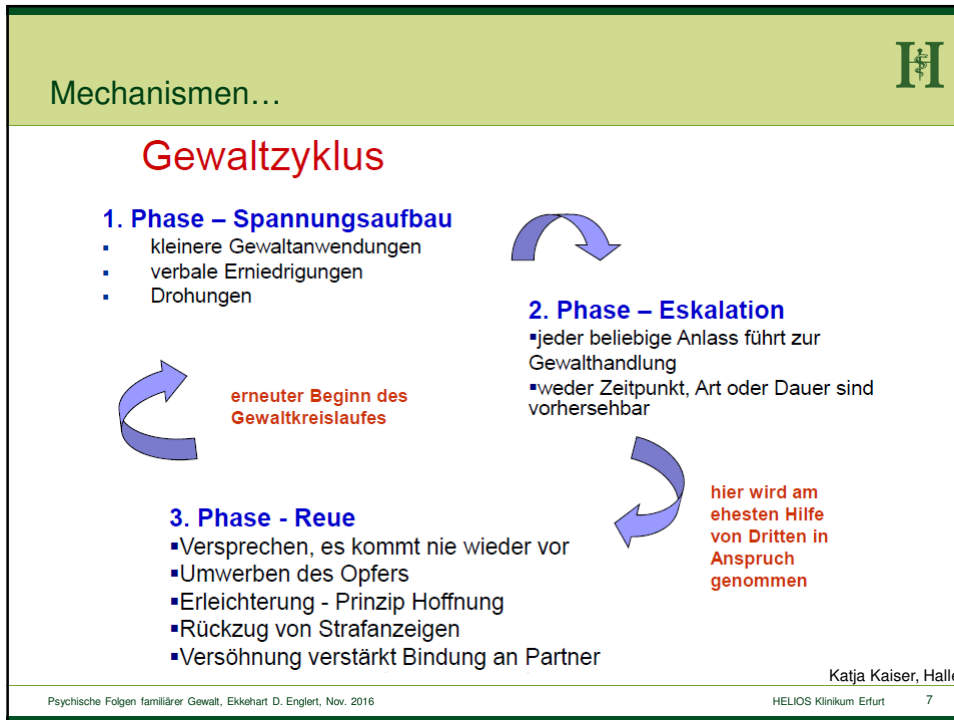 Mechanismen…
Gewaltzyklus
1. Phase – Spannungsaufbau
▪ kleinere Gewaltanwendungen
▪ verbale Erniedrigungen
▪ Drohungen
2. Phase – Eskalation
▪jeder beliebige Anlass führt zur
Gewalthandlung
▪weder Zeitpunkt, Art oder Dauer sind
vorhersehbar
erneuter Beginn des
Gewaltkreislaufes
hier wird am
ehesten Hilfe
von Dritten in
Anspruch
genommen
3. Phase - Reue
▪Versprechen, es kommt nie wieder vor
▪Umwerben des Opfers
▪Erleichterung - Prinzip Hoffnung
▪Rückzug von Strafanzeigen
▪Versöhnung verstärkt Bindung an Partner
Katja Kaiser, Halle
Psychische Folgen familiärer Gewalt, Ekkehart D. Englert, Nov. 2016
HELIOS Klinikum Erfurt 7